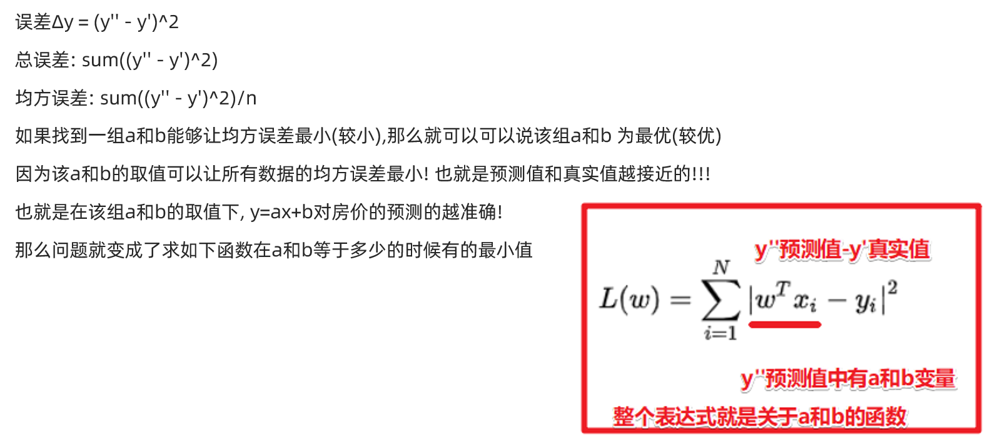 误差Δy = (y'' - y')^2
总误差: sum((y'' - y')^2)
均方误差: sum((y'' - y')^2)/n
如果找到一组a和b能够让均方误差最小(较小),那么就可以可以说该组a和b 为最优(较优)
因为该a和b的取值可以让所有数据的均方误差最小! 也就是预测值和真实值越接近的!!!
也就是在该组a和b的取值下, y=ax+b对房价的预测的越准确!
那么问题就变成了求如下函数在a和b等于多少的时候有的最小值
y''预测值-y'真实值
L(w) = \sum_{i=1}^{N} |w^T x_i - y_i|^2
y''预测值中有a和b变量
整个表达式就是关于a和b的函数